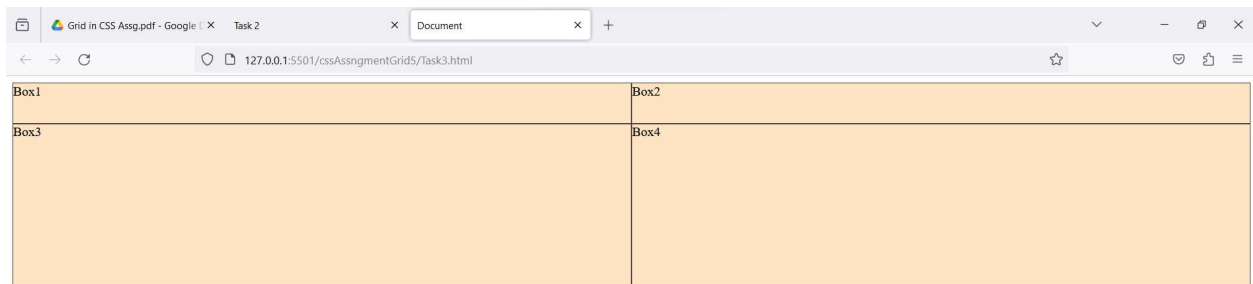 Grid in CSS Assg.pdf - Google D
Task 2
Document
127.0.0.1:5501/cssAssngmentGrid5/Task3.html
Box1
Box2
Box3
Box4